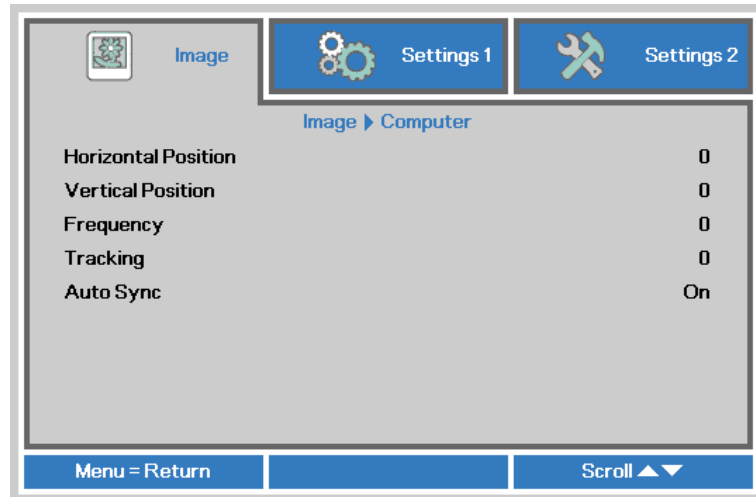 Image Settings 1 Settings 2
Image ▶ Computer
Horizontal Position 0
Vertical Position 0
Frequency 0
Tracking 0
Auto Sync On
Menu = Return Scroll ▲▼